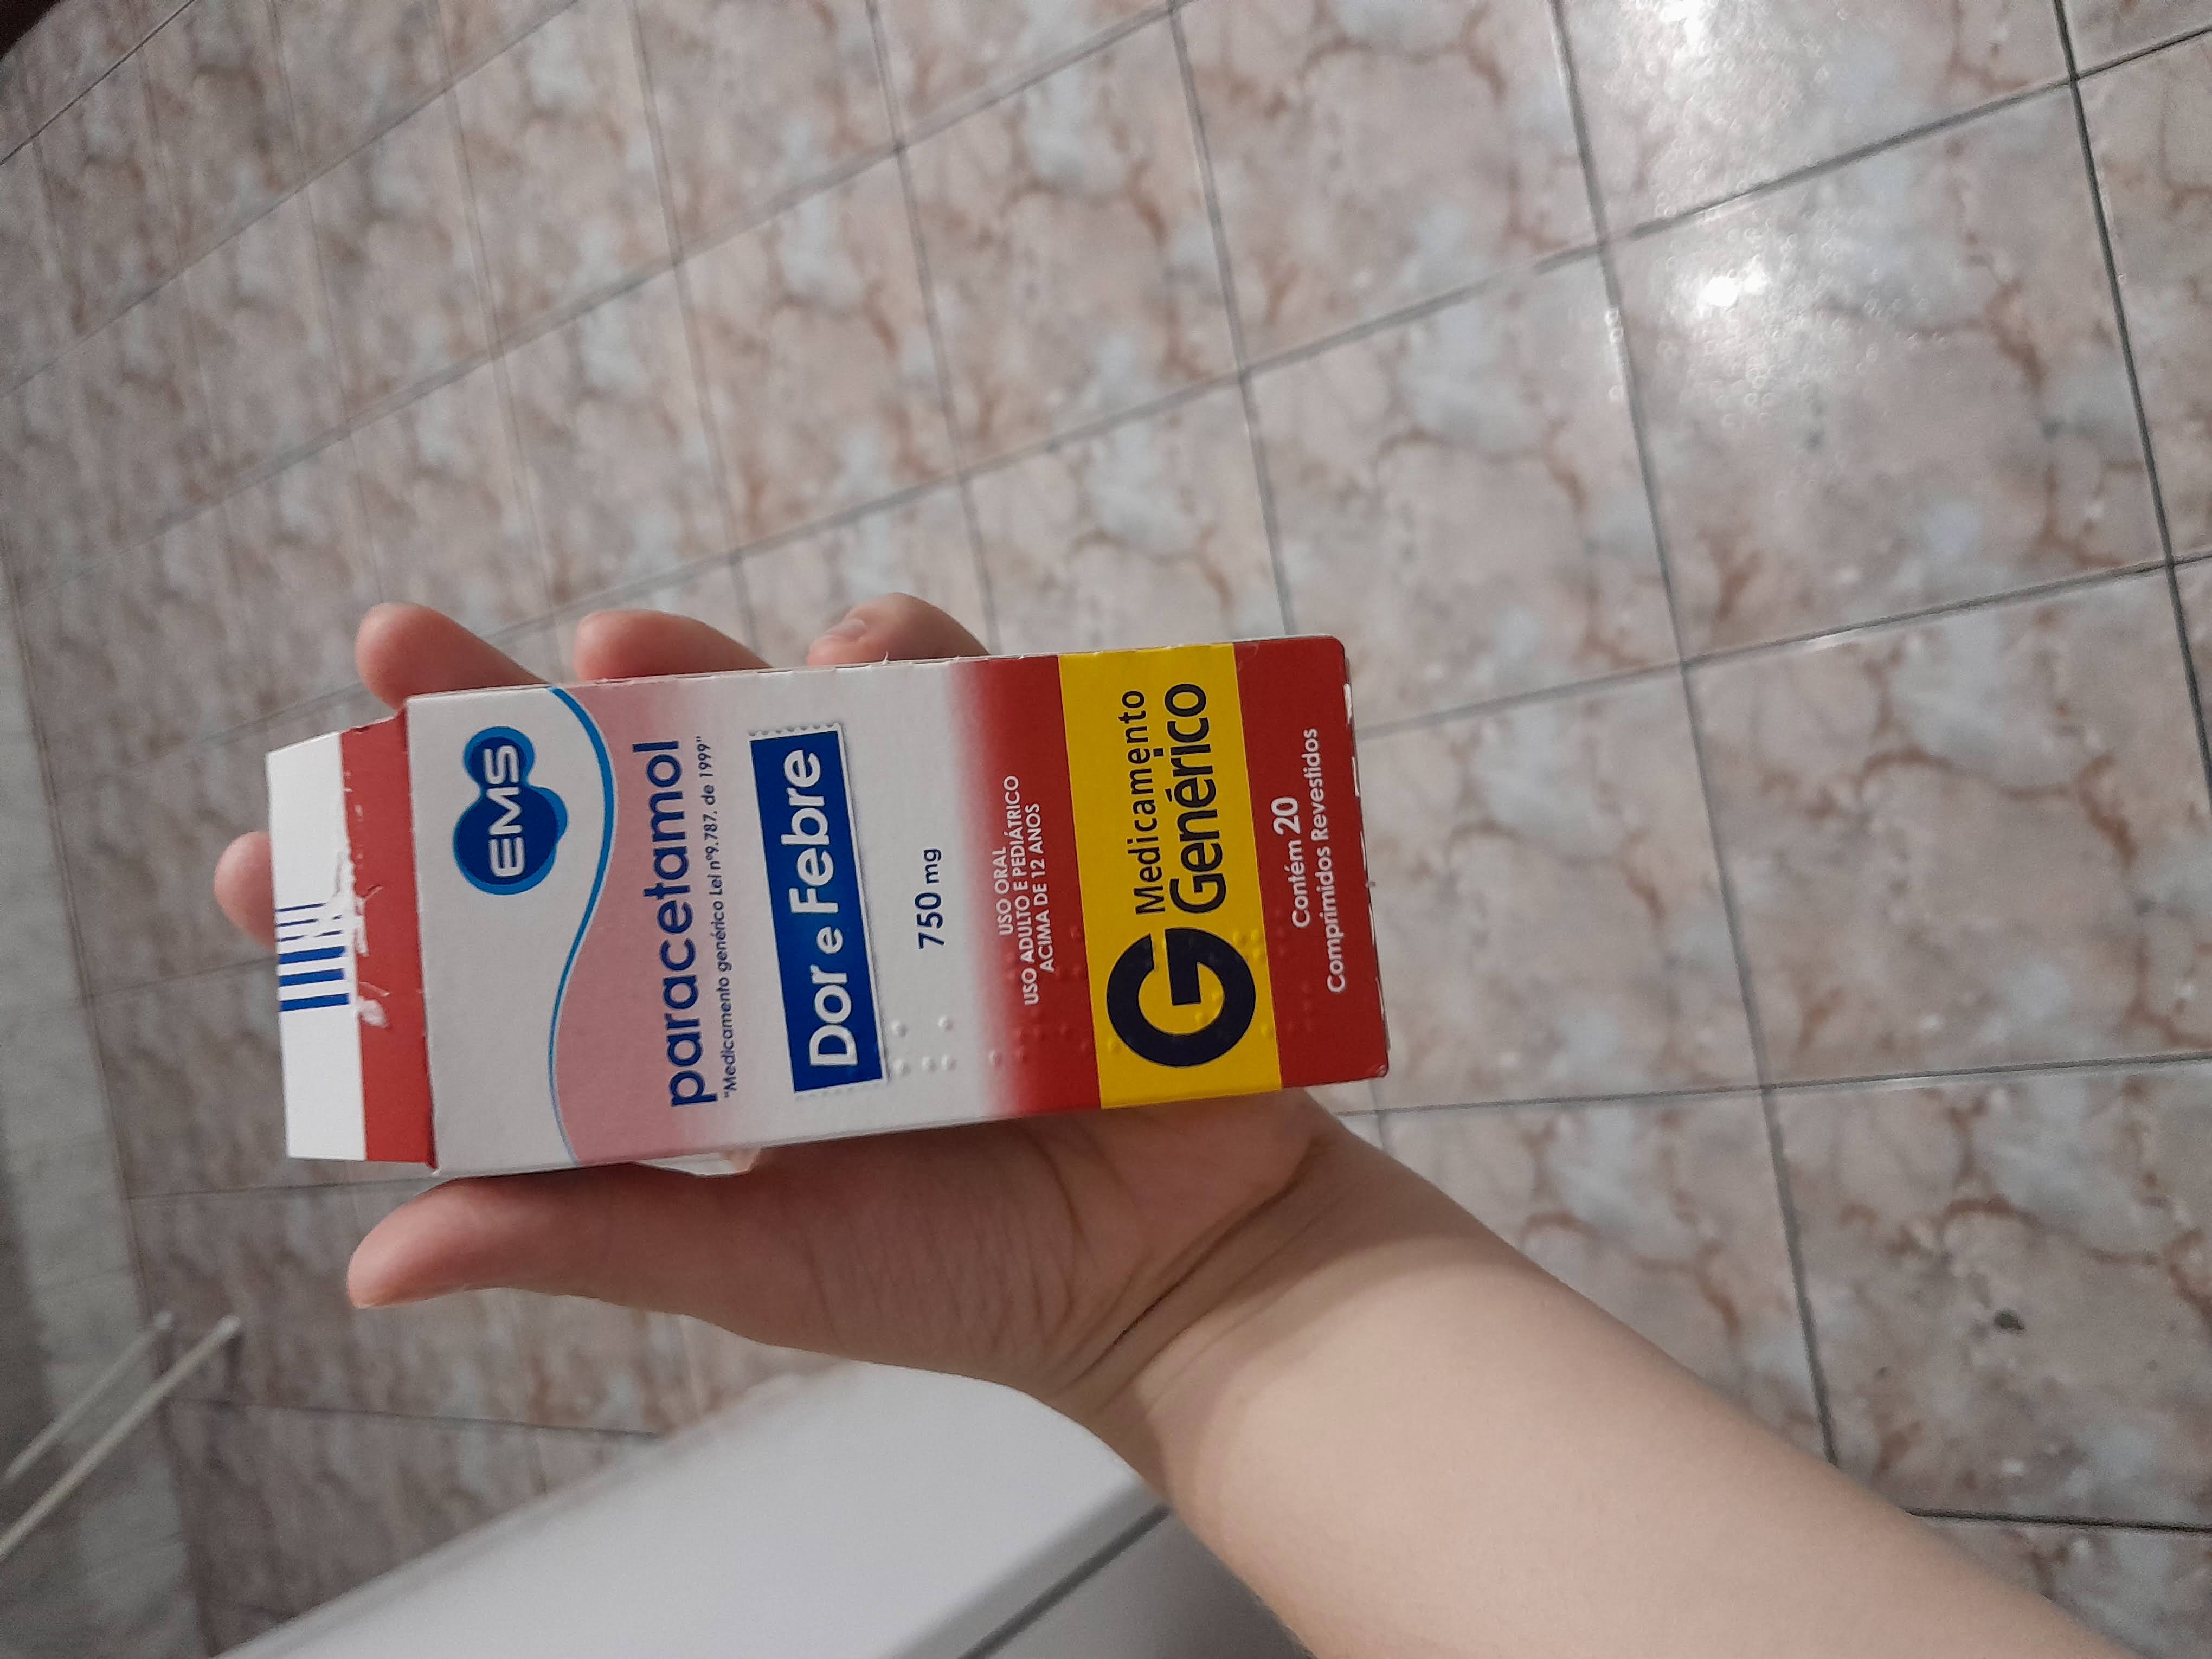 EMS
paracetamol
"Medicamento genérico Lei nº9.787, de 1999"
Dor e Febre
750 mg
USO ORAL
USO ADULTO E PEDIÁTRICO
ACIMA DE 12 ANOS
G
Medicamento
Genérico
Contém 20
Comprimidos Revestidos